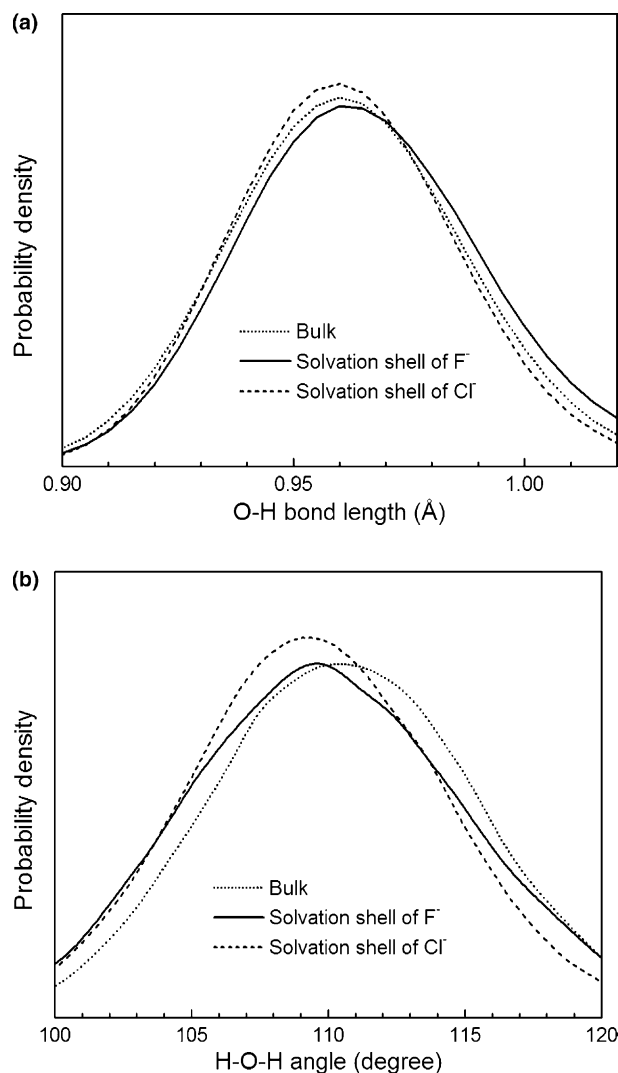 (a)
Probability density
Bulk
Solvation shell of F⁻
Solvation shell of Cl⁻
0.90 0.95 1.00
O-H bond length (Å)
(b)
Probability density
Bulk
Solvation shell of F⁻
Solvation shell of Cl⁻
100 105 110 115 120
H-O-H angle (degree)